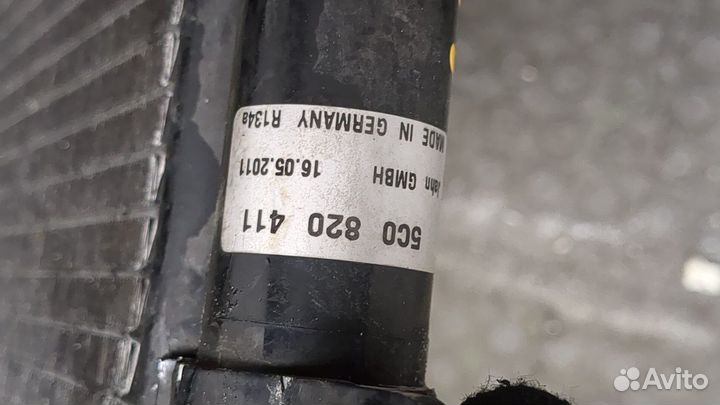 5C0 820 411
GMBH 16.05.2011
MADE IN GERMANY R134a
Avito